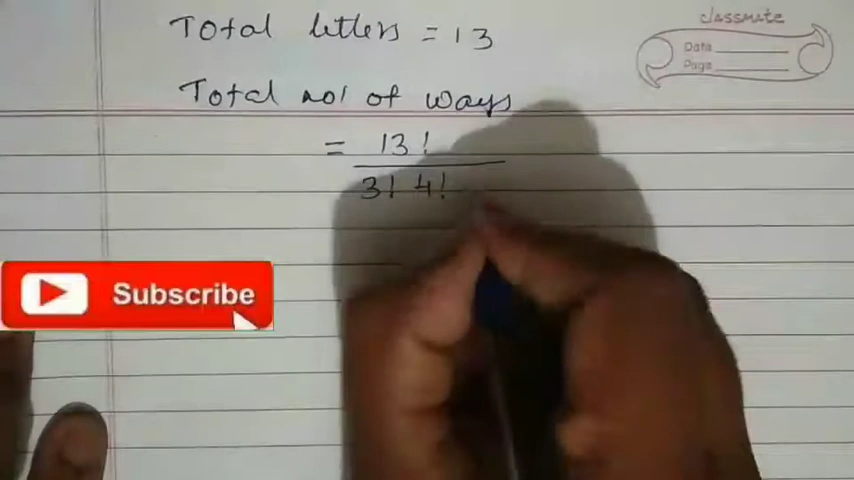 classmate
Date
Page
Total letters = 13
Total no! of ways
= 13!
3! 4!
Subscribe